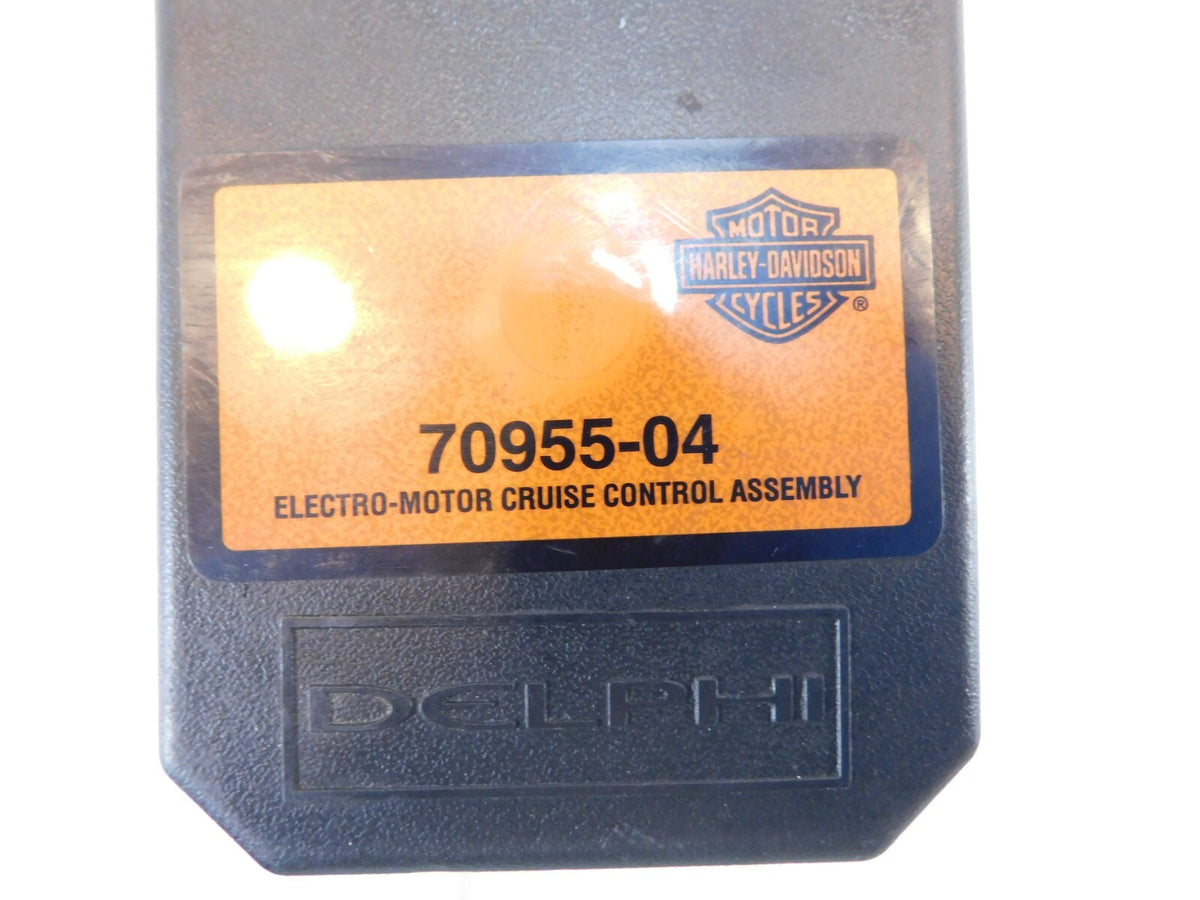 MOTOR
HARLEY-DAVIDSON
CYCLES
®
70955-04
ELECTRO-MOTOR CRUISE CONTROL ASSEMBLY
DELPHI